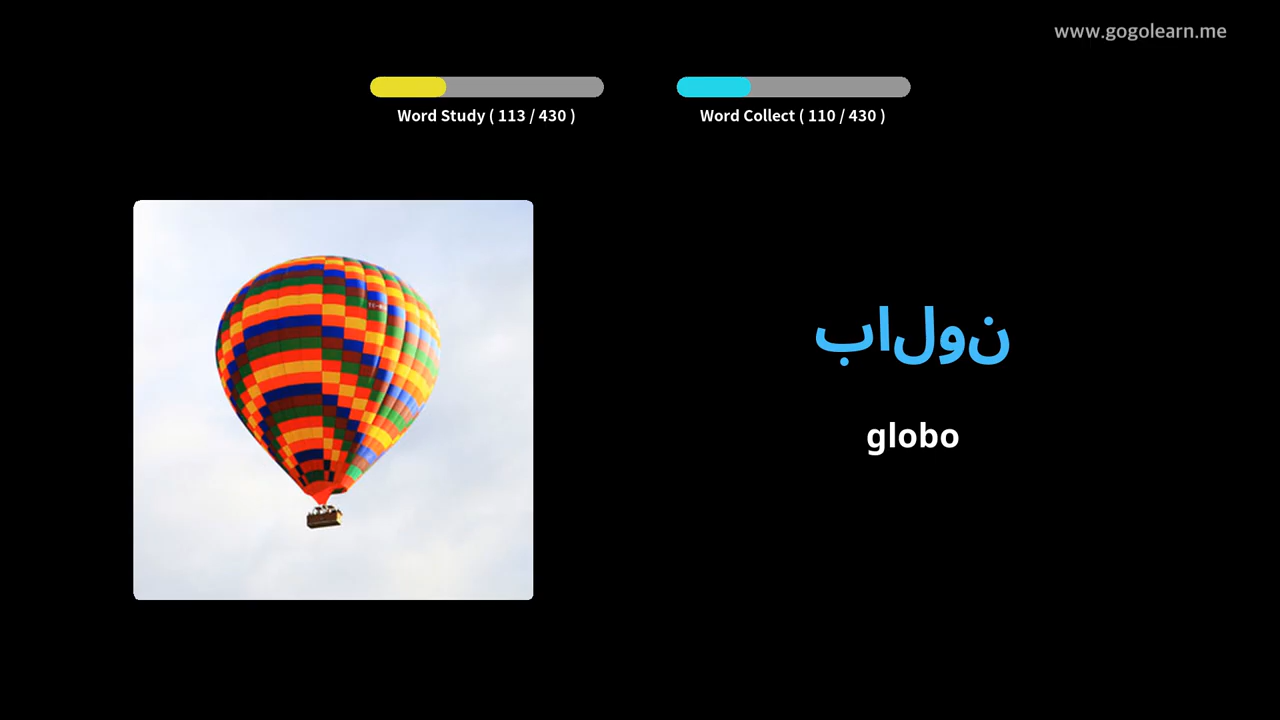 www.gogolearn.me
Word Study ( 113 / 430 )
Word Collect ( 110 / 430 )
بالون
globo